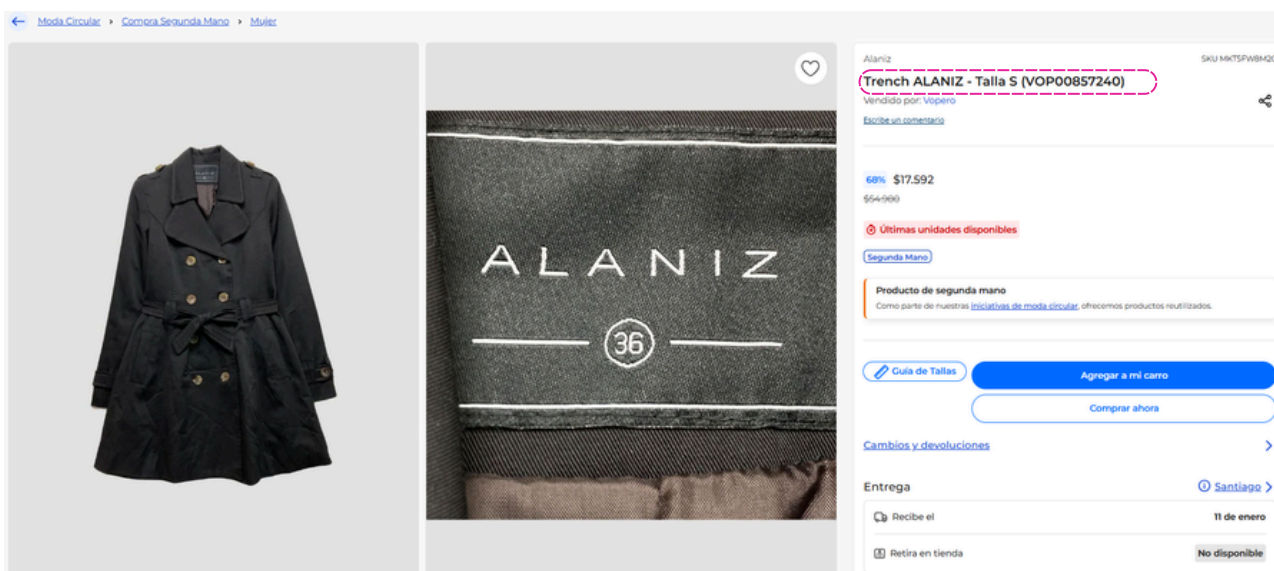 Moda Circular › Compra Segunda Mano › Mujer
ALANIZ
36
Alaniz
Trench ALANIZ - Talla S (VOP00857240)
Vendido por: Vopero
Escribe un comentario
68% $17.592
$54.980
Últimas unidades disponibles
Segunda Mano
Producto de segunda mano
Como parte de nuestras iniciativas de moda circular, ofrecemos productos reutilizados.
Guía de Tallas
Agregar a mi carro
Comprar ahora
Cambios y devoluciones
Entrega
Santiago
Recibe el
11 de enero
Retira en tienda
No disponible